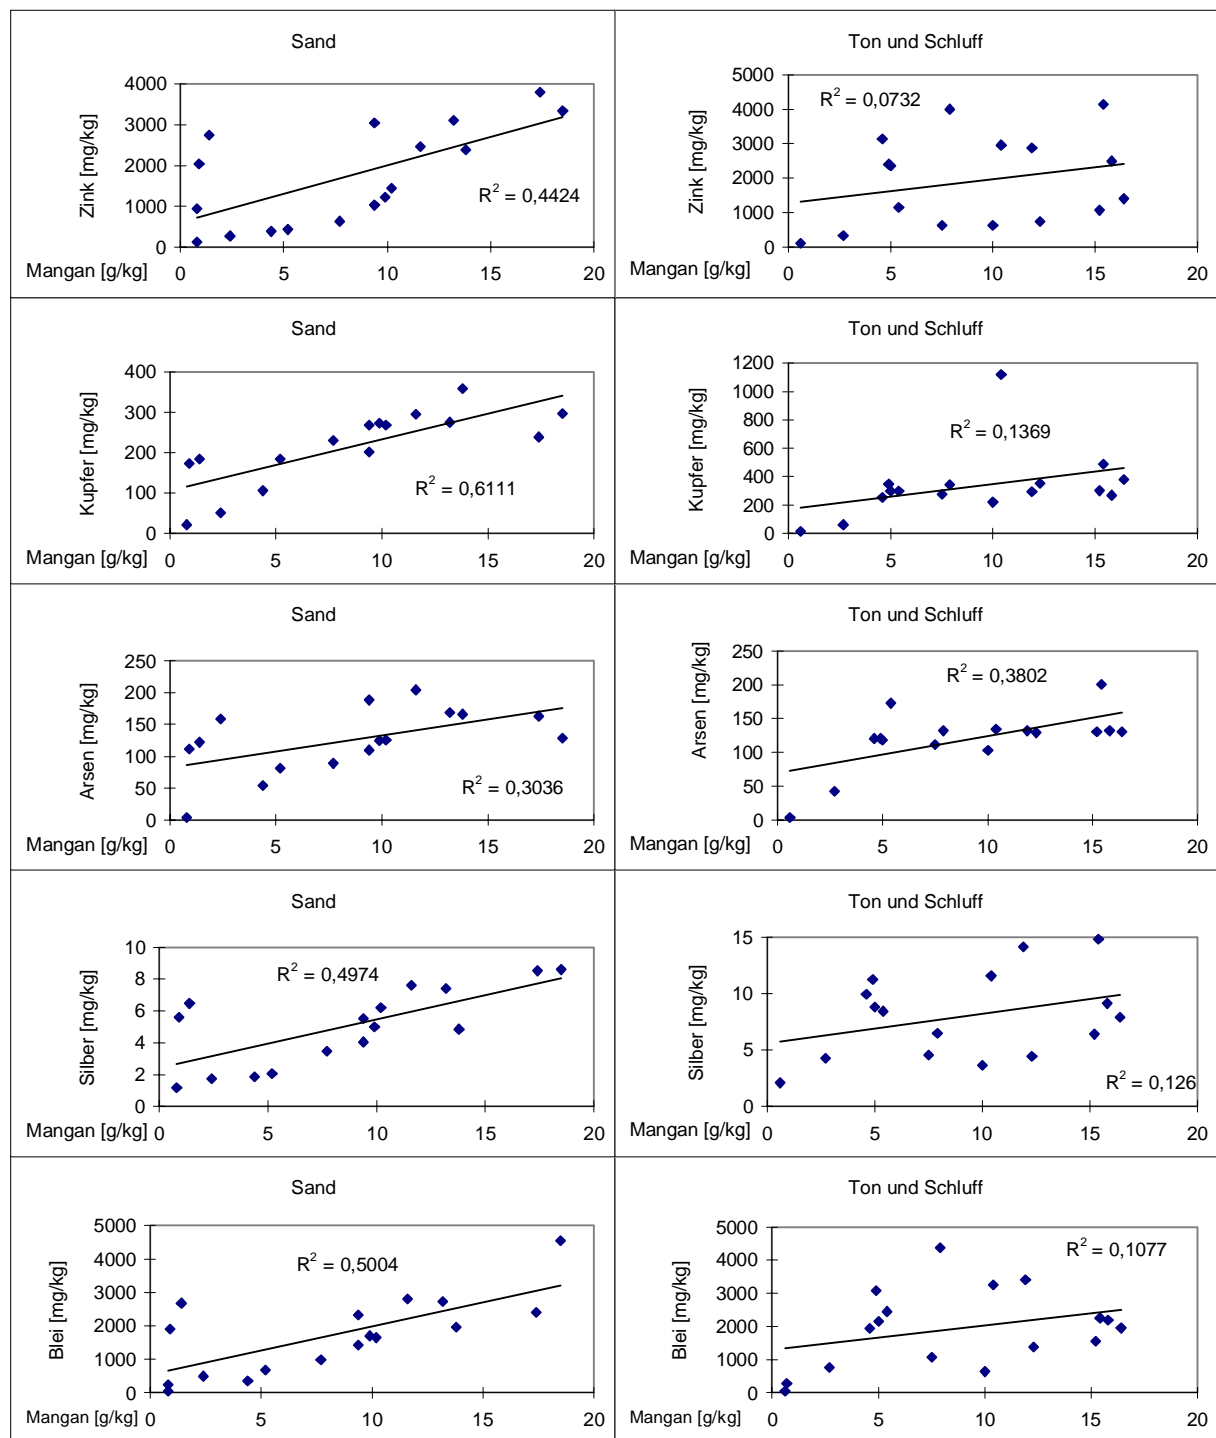 Sand
4000
3000
2000
1000
0
Zink [mg/kg]
R² = 0,4424
Mangan [g/kg]
0 5 10 15 20
Ton und Schluff
5000
4000
3000
2000
1000
0
Zink [mg/kg]
R² = 0,0732
0 5 10 15 20
Sand
400
300
200
100
0
Kupfer [mg/kg]
R² = 0,6111
Mangan [g/kg]
0 5 10 15 20
Ton und Schluff
1200
1000
800
600
400
200
0
Kupfer [mg/kg]
R² = 0,1369
Mangan [g/kg]
0 5 10 15 20
Sand
250
200
150
100
50
0
Arsen [mg/kg]
R² = 0,3036
Mangan [g/kg]
0 5 10 15 20
Ton und Schluff
250
200
150
100
50
0
Arsen [mg/kg]
R² = 0,3802
Mangan [g/kg]
0 5 10 15 20
Sand
10
8
6
4
2
0
Silber [mg/kg]
R² = 0,4974
Mangan [g/kg]
0 5 10 15 20
Ton und Schluff
15
10
5
0
Silber [mg/kg]
R² = 0,126
Mangan [g/kg]
0 5 10 15 20
Sand
5000
4000
3000
2000
1000
0
Blei [mg/kg]
R² = 0,5004
Mangan [g/kg]
0 5 10 15 20
Ton und Schluff
5000
4000
3000
2000
1000
0
Blei [mg/kg]
R² = 0,1077
Mangan [g/kg]
0 5 10 15 20